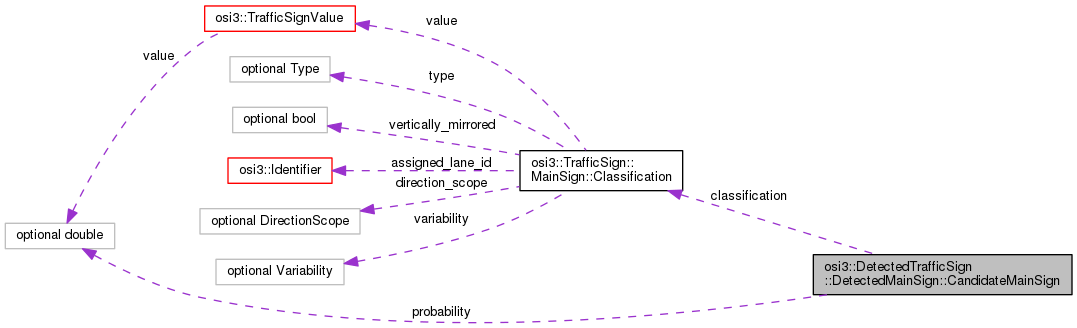 osi3::TrafficSignValue
value
value
optional Type
type
optional bool
vertically_mirrored
osi3::TrafficSign::
MainSign::Classification
osi3::Identifier
assigned_lane_id
direction_scope
classification
optional DirectionScope
variability
optional double
optional Variability
osi3::DetectedTrafficSign
::DetectedMainSign::CandidateMainSign
probability